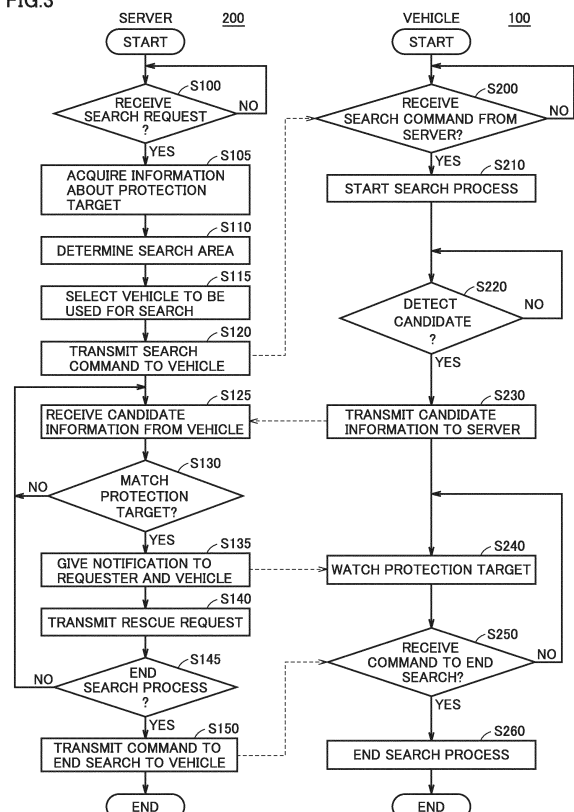 FIG.3
SERVER 200
START
S100
RECEIVE
SEARCH REQUEST
?
NO
YES
S105
ACQUIRE INFORMATION
ABOUT PROTECTION
TARGET
S110
DETERMINE SEARCH AREA
S115
SELECT VEHICLE TO BE
USED FOR SEARCH
S120
TRANSMIT SEARCH
COMMAND TO VEHICLE
S125
RECEIVE CANDIDATE
INFORMATION FROM VEHICLE
S130
MATCH
PROTECTION
TARGET?
NO
YES
S135
GIVE NOTIFICATION TO
REQUESTER AND VEHICLE
S140
TRANSMIT RESCUE REQUEST
S145
END
SEARCH PROCESS
?
NO
YES
S150
TRANSMIT COMMAND TO
END SEARCH TO VEHICLE
END
VEHICLE 100
START
S200
RECEIVE
SEARCH COMMAND FROM
SERVER?
NO
YES
S210
START SEARCH PROCESS
S220
DETECT
CANDIDATE
?
NO
YES
S230
TRANSMIT CANDIDATE
INFORMATION TO SERVER
S240
WATCH PROTECTION TARGET
S250
RECEIVE
COMMAND TO END
SEARCH?
NO
YES
S260
END SEARCH PROCESS
END